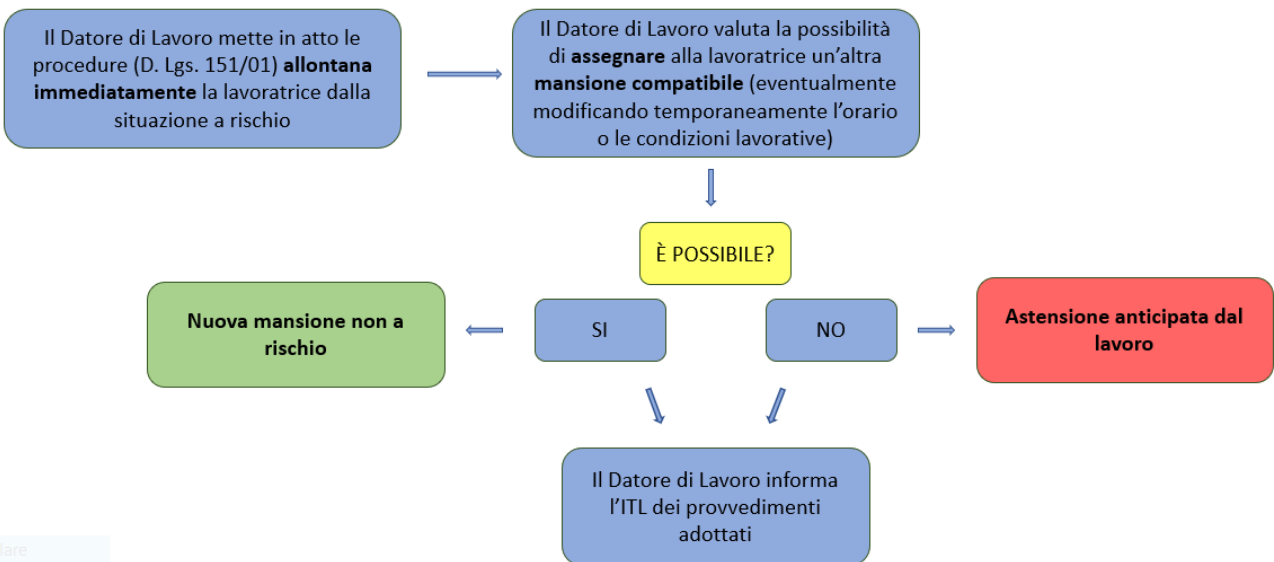 Il Datore di Lavoro mette in atto le
procedure (D. Lgs. 151/01) allontana
immediatamente la lavoratrice dalla
situazione a rischio
Il Datore di Lavoro valuta la possibilità
di assegnare alla lavoratrice un'altra
mansione compatibile (eventualmente
modificando temporaneamente l'orario
o le condizioni lavorative)
È POSSIBILE?
Nuova mansione non a
rischio
SI
NO
Astensione anticipata dal
lavoro
Il Datore di Lavoro informa
l'ITL dei provvedimenti
adottati